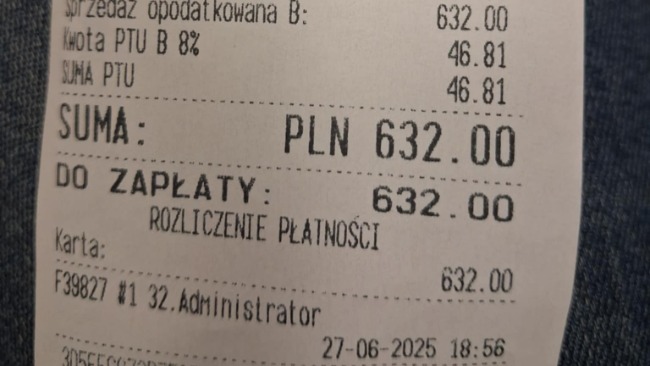 Sprzedaż opodatkowana B: 632.00
Kwota PTU B 8% 46.81
SUMA PTU 46.81
SUMA: PLN 632.00
DO ZAPŁATY: 632.00
ROZLICZENIE PŁATNOŚCI
Karta: 632.00
F39827 #1 32.Administrator
27-06-2025 18:56